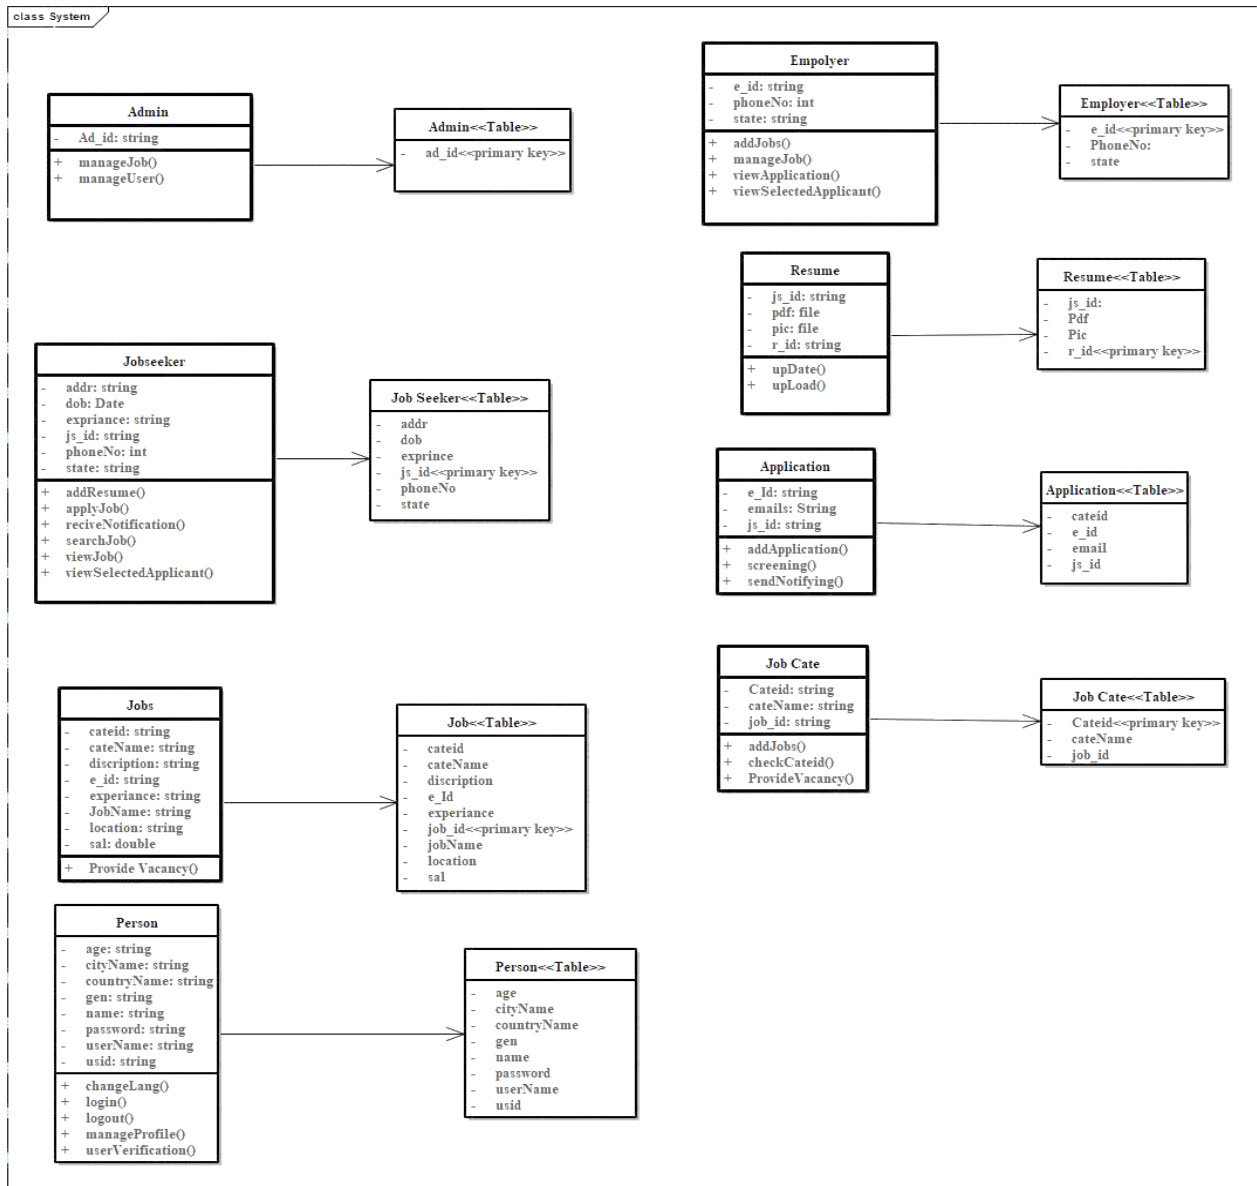 class System
Admin
- Ad_id: string
+ manageJob()
+ manageUser()
Admin<<Table>>
- ad_id<<primary key>>
Empolyer
- e_id: string
- phoneNo: int
- state: string
+ addJobs()
+ manageJob()
+ viewApplication()
+ viewSelectedApplicant()
Employer<<Table>>
- e_id<<primary key>>
- PhoneNo:
- state
Resume
- js_id: string
- pdf: file
- pic: file
- r_id: string
+ upDate()
+ upLoad()
Resume<<Table>>
- js_id:
- Pdf
- Pic
- r_id<<primary key>>
Jobseeker
- addr: string
- dob: Date
- expriance: string
- js_id: string
- phoneNo: int
- state: string
+ addResume()
+ applyJob()
+ reciveNotification()
+ searchJob()
+ viewJob()
+ viewSelectedApplicant()
Job Seeker<<Table>>
- addr
- dob
- exprince
- js_id<<primary key>>
- phoneNo
- state
Application
- e_Id: string
- emails: String
- js_id: string
+ addApplication()
+ screening()
+ sendNotifying()
Application<<Table>>
- cateid
- e_id
- email
- js_id
Job Cate
- Cateid: string
- cateName: string
- job_id: string
+ addJobs()
+ checkCateid()
+ ProvideVacancy()
Job Cate<<Table>>
- Cateid<<primary key>>
- cateName
- job_id
Jobs
- cateid: string
- cateName: string
- discription: string
- e_id: string
- experiance: string
- JobName: string
- location: string
- sal: double
+ Provide Vacancy()
Job<<Table>>
- cateid
- cateName
- discription
- e_Id
- experiance
- job_id<<primary key>>
- jobName
- location
- sal
Person
- age: string
- cityName: string
- countryName: string
- gen: string
- name: string
- password: string
- userName: string
- usid: string
+ changeLang()
+ login()
+ logout()
+ manageProfile()
+ userVerification()
Person<<Table>>
- age
- cityName
- countryName
- gen
- name
- password
- userName
- usid